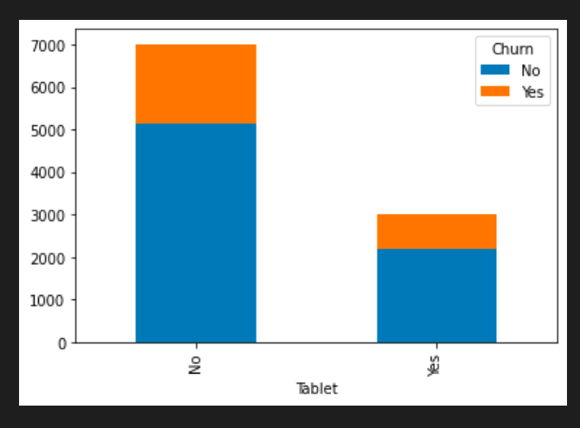 7000
6000
5000
4000
3000
2000
1000
0
Churn
No
Yes
No
Yes
Tablet